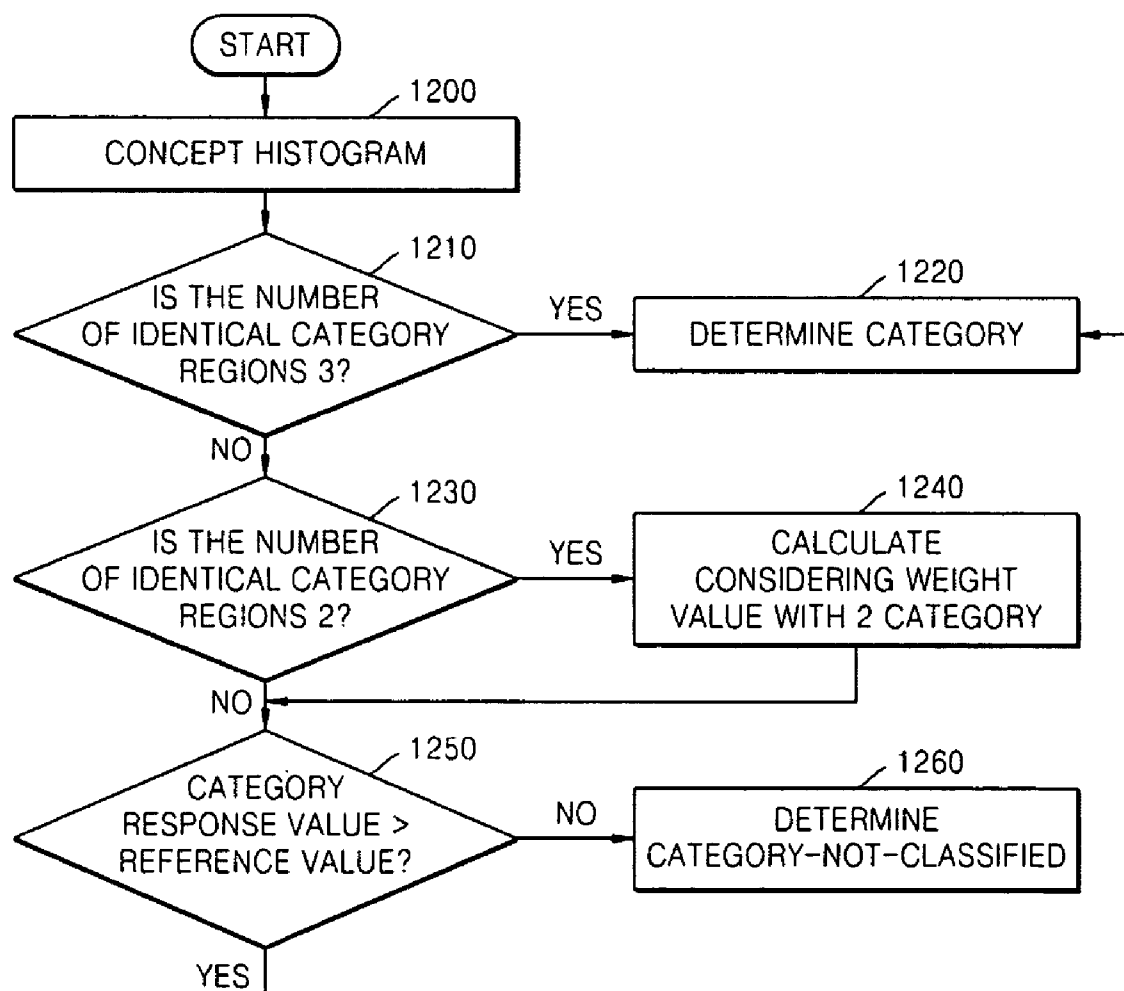 START
1200
CONCEPT HISTOGRAM
1210
IS THE NUMBER
OF IDENTICAL CATEGORY
REGIONS 3?
YES
1220
DETERMINE CATEGORY
NO
1230
IS THE NUMBER
OF IDENTICAL CATEGORY
REGIONS 2?
YES
1240
CALCULATE
CONSIDERING WEIGHT
VALUE WITH 2 CATEGORY
NO
1250
CATEGORY
RESPONSE VALUE >
REFERENCE VALUE?
NO
1260
DETERMINE
CATEGORY-NOT-CLASSIFIED
YES